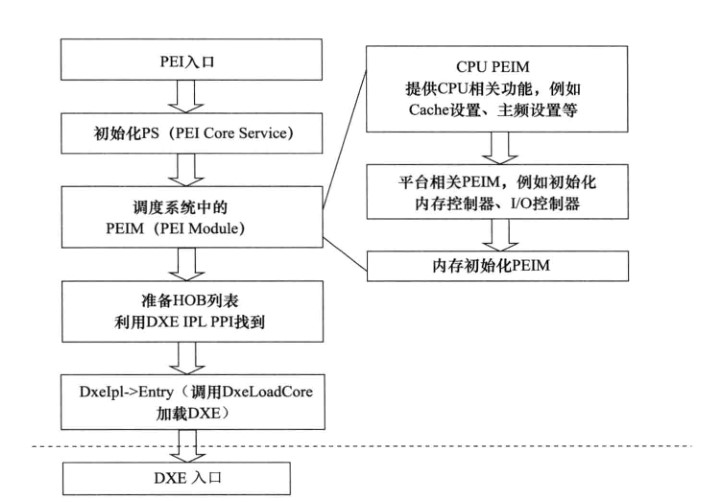 PEI入口
初始化PS（PEI Core Service）
调度系统中的
PEIM（PEI Module）
准备HOB列表
利用DXE IPL PPI找到
DxeIpl->Entry（调用DxeLoadCore
加载DXE）
DXE 入口
CPU PEIM
提供CPU相关功能，例如
Cache设置、主频设置等
平台相关PEIM，例如初始化
内存控制器、I/O控制器
内存初始化PEIM